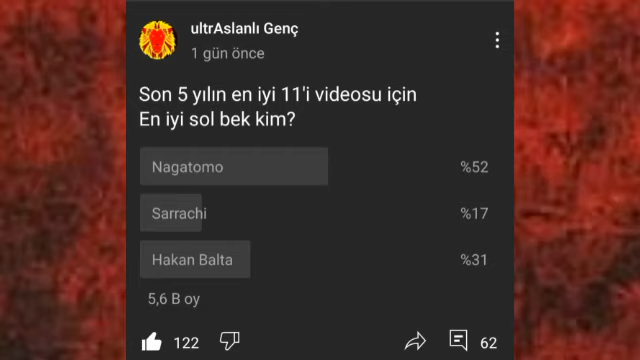 ultrAslanlı Genç
1 gün önce
Son 5 yılın en iyi 11'i videosu için
En iyi sol bek kim?
Nagatomo %52
Sarrachi %17
Hakan Balta %31
5,6 B oy
122 62